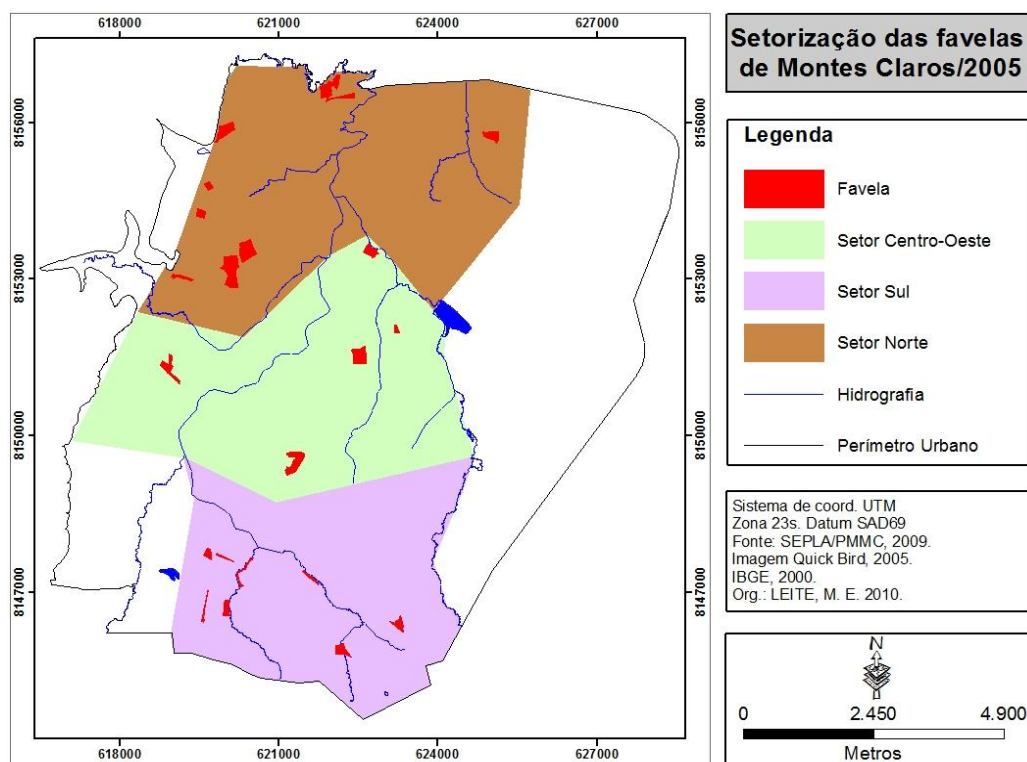 618000 621000 624000 627000
Setorização das favelas
de Montes Claros/2005
8156000 8156000
Legenda
Favela
Setor Centro-Oeste
8153000 8153000
Setor Sul
Setor Norte
Hidrografia
8150000 8150000
Perímetro Urbano
Sistema de coord. UTM
Zona 23s. Datum SAD69
Fonte: SEPLA/PMMC, 2009.
Imagem Quick Bird, 2005.
8147000 8147000
IBGE, 2000.
Org.: LEITE, M. E. 2010.
N
0 2.450 4.900
Metros
618000 621000 624000 627000